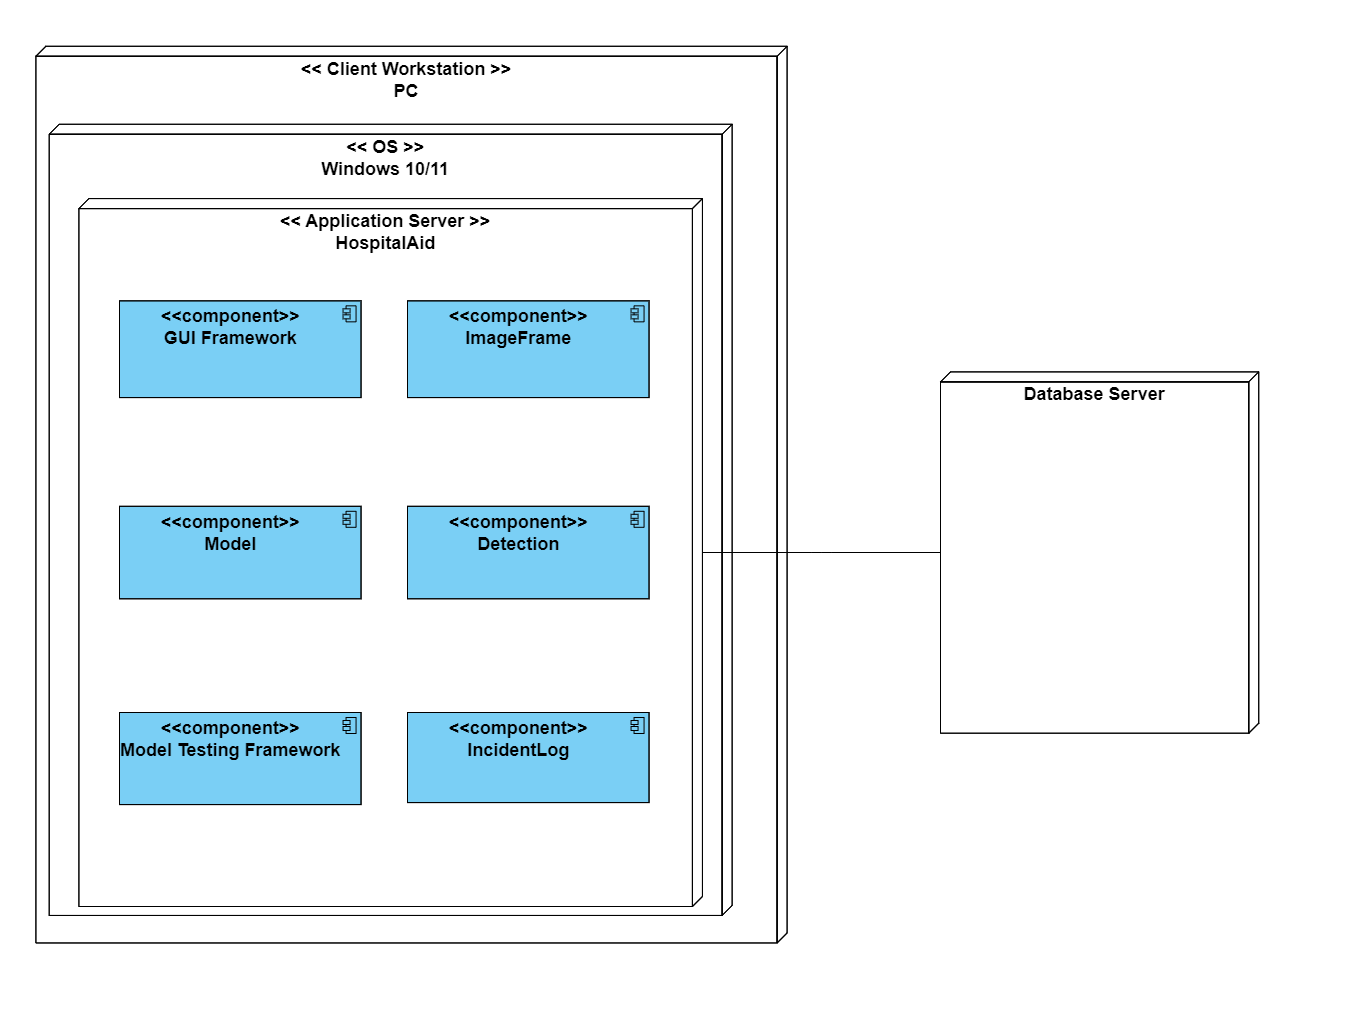 << Client Workstation >>
PC
<< OS >>
Windows 10/11
<< Application Server >>
HospitalAid
<<component>>
GUI Framework
<<component>>
ImageFrame
Database Server
<<component>>
Model
<<component>>
Detection
<<component>>
Model Testing Framework
<<component>>
IncidentLog